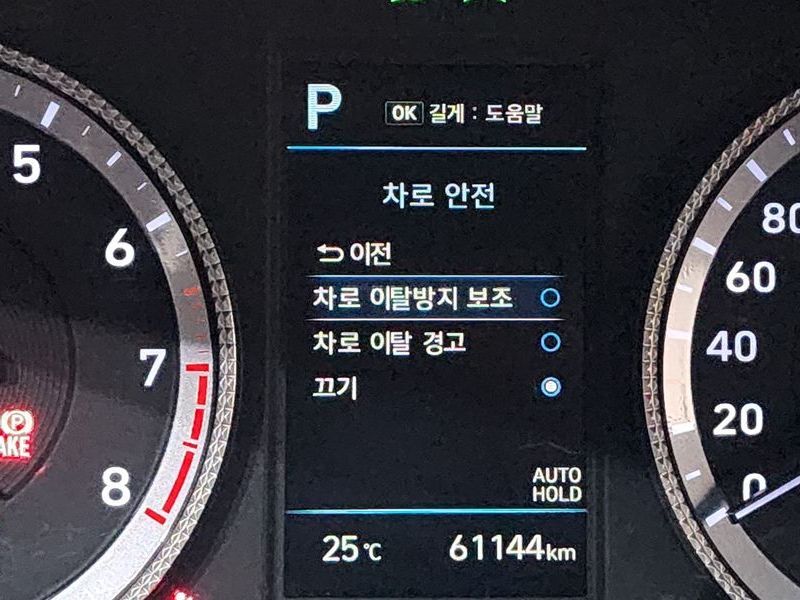 P
OK 길게 : 도움말
차로 안전
이전
차로 이탈방지 보조
차로 이탈 경고
끄기
AUTO
HOLD
25℃ 61144km
5
6
7
8
P
AKE
80
60
40
20
0